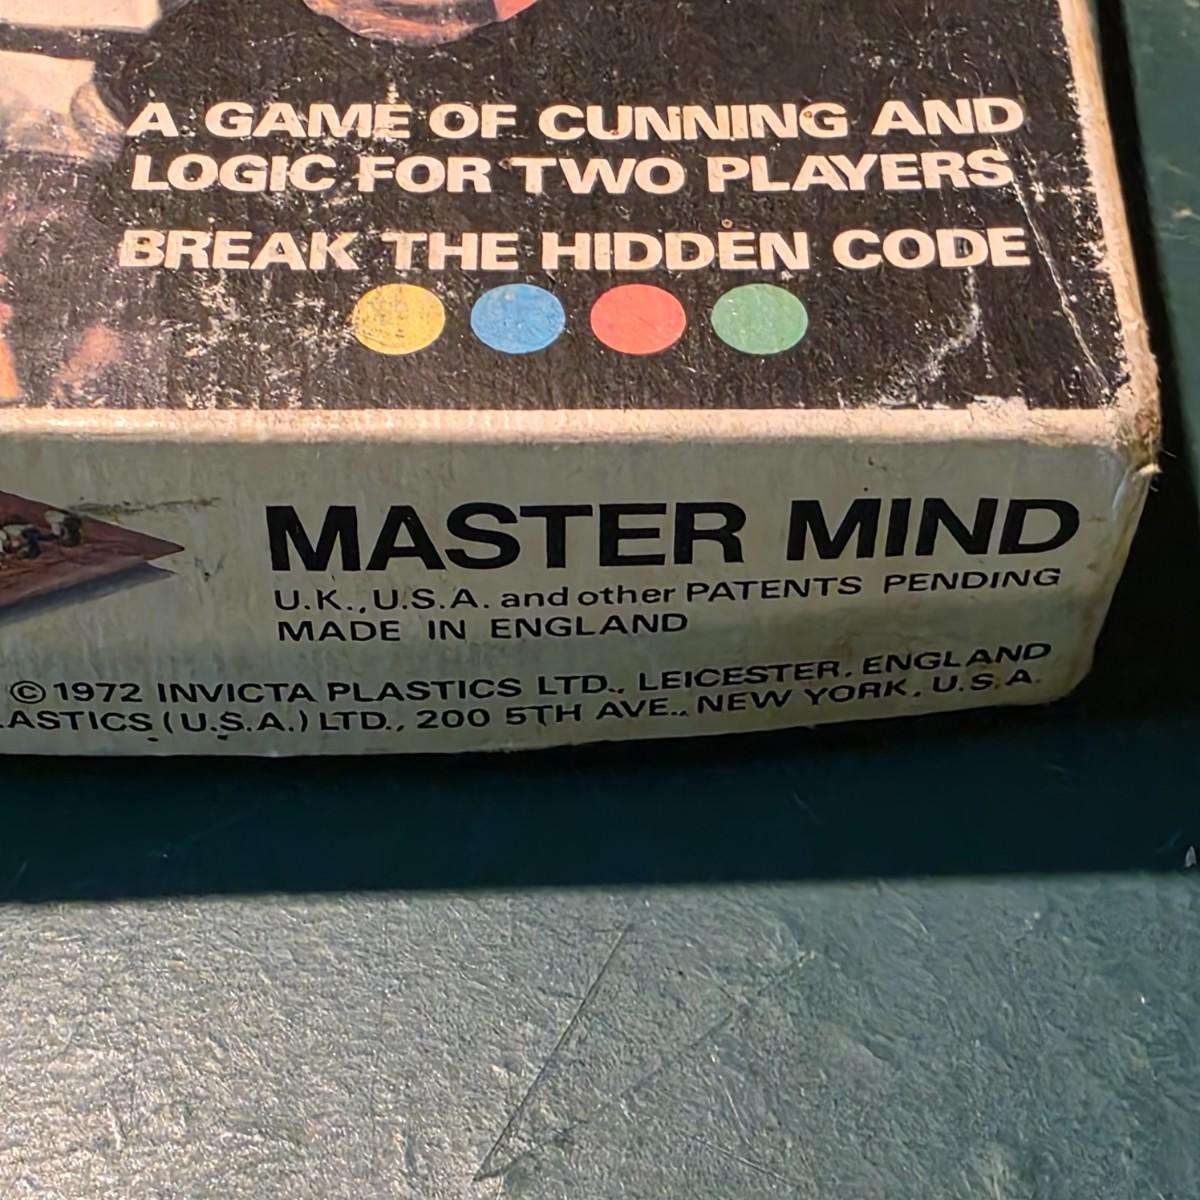 A GAME OF CUNNING AND
LOGIC FOR TWO PLAYERS
BREAK THE HIDDEN CODE
MASTER MIND
U.K., U.S.A. and other PATENTS PENDING
MADE IN ENGLAND
©1972 INVICTA PLASTICS LTD., LEICESTER, ENGLAND
(U.S.A.) LTD., 200 5TH AVE., NEW YORK, U.S.A.